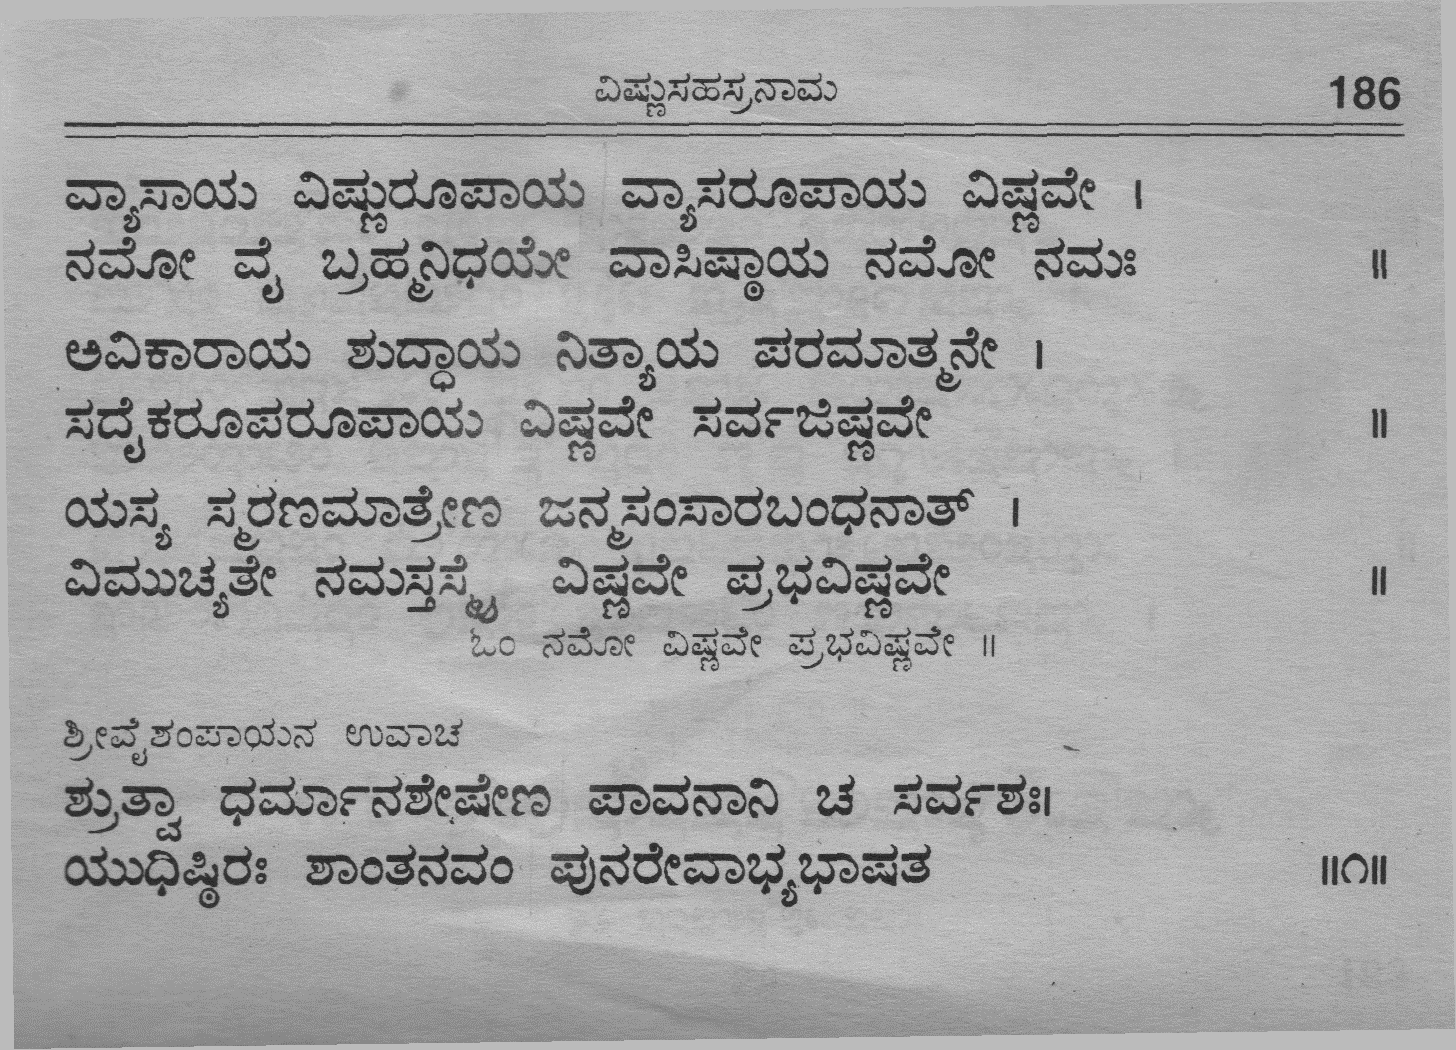 ವಿಷ್ಣುಸಹಸ್ರನಾಮ 186
ವ್ಯಾಸಾಯ ವಿಷ್ಣುರೂಪಾಯ ವ್ಯಾಸರೂಪಾಯ ವಿಷ್ಣವೇ ।
ನಮೋ ವೈ ಬ್ರಹ್ಮನಿಧಯೇ ವಾಸಿಷ್ಠಾಯ ನಮೋ ನಮಃ ॥
ಅವಿಕಾರಾಯ ಶುದ್ಧಾಯ ನಿತ್ಯಾಯ ಪರಮಾತ್ಮನೇ ।
ಸದೈಕರೂಪರೂಪಾಯ ವಿಷ್ಣವೇ ಸರ್ವಜಿಷ್ಣವೇ ॥
ಯಸ್ಯ ಸ್ಮರಣಮಾತ್ರೇಣ ಜನ್ಮಸಂಸಾರಬಂಧನಾತ್ ।
ವಿಮುಚ್ಯತೇ ನಮಸ್ತಸ್ಮೈ ವಿಷ್ಣವೇ ಪ್ರಭವಿಷ್ಣವೇ ॥
ಓಂ ನಮೋ ವಿಷ್ಣವೇ ಪ್ರಭವಿಷ್ಣವೇ ॥
ಶ್ರೀವೈಶಂಪಾಯನ ಉವಾಚ
ಶ್ರುತ್ವಾ ಧರ್ಮಾನಶೇಷೇಣ ಪಾವನಾನಿ ಚ ಸರ್ವಶಃ।
ಯುಧಿಷ್ಠಿರಃ ಶಾಂತನವಂ ಪುನರೇವಾಭ್ಯಭಾಷತ ॥೧॥